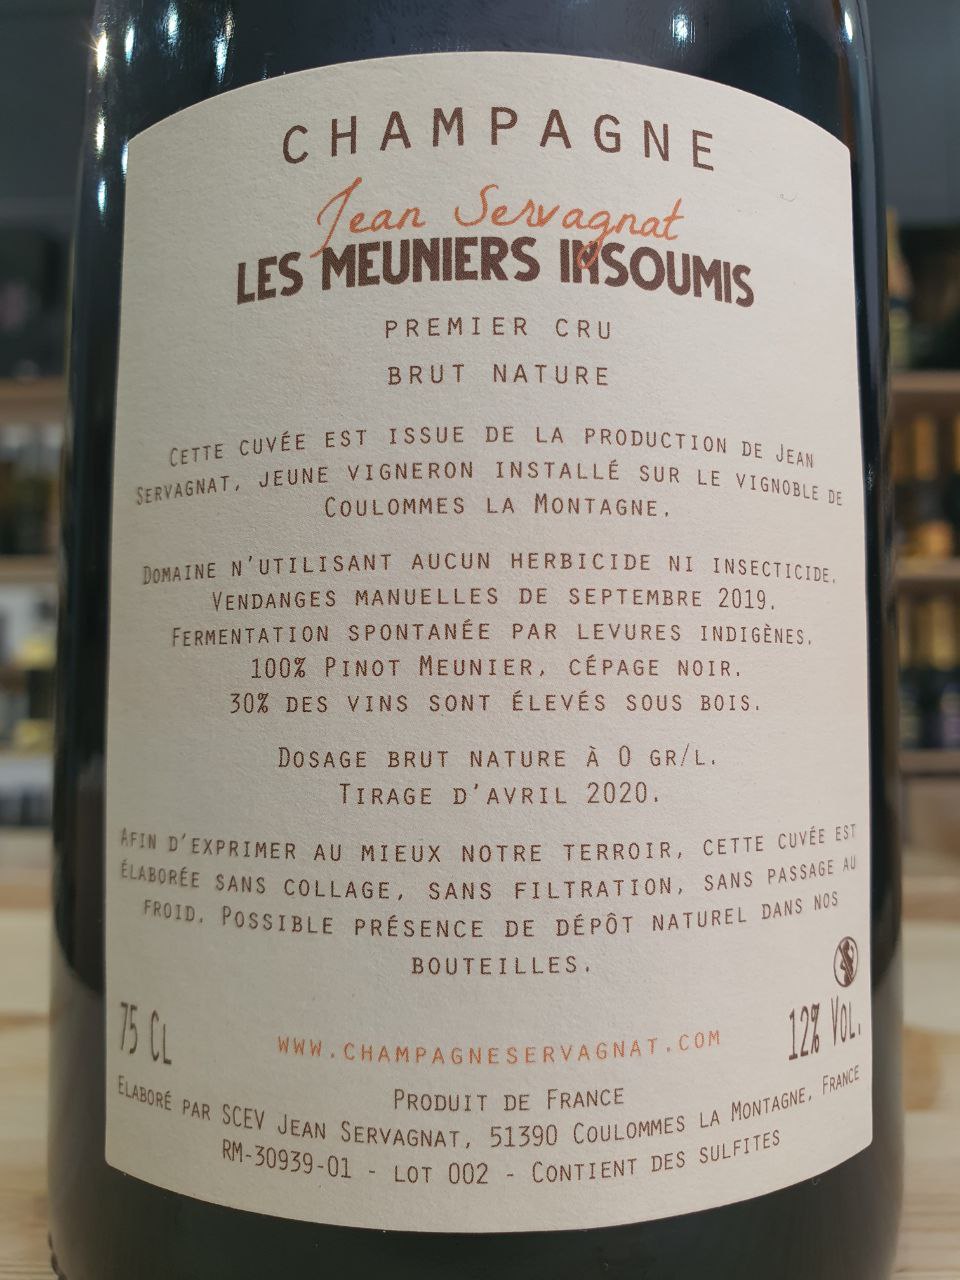 CHAMPAGNE
Jean Servagnat
LES MEUNIERS INSOUMIS
PREMIER CRU
BRUT NATURE
CETTE CUVÉE EST ISSUE DE LA PRODUCTION DE JEAN
SERVAGNAT, JEUNE VIGNERON INSTALLÉ SUR LE VIGNOBLE DE
COULOMMES LA MONTAGNE.
DOMAINE N'UTILISANT AUCUN HERBICIDE NI INSECTICIDE.
VENDANGES MANUELLES DE SEPTEMBRE 2019.
FERMENTATION SPONTANÉE PAR LEVURES INDIGÈNES.
100% PINOT MEUNIER, CÉPAGE NOIR.
30% DES VINS SONT ÉLEVÉS SOUS BOIS.
DOSAGE BRUT NATURE À 0 GR/L.
TIRAGE D'AVRIL 2020.
AFIN D'EXPRIMER AU MIEUX NOTRE TERROIR, CETTE CUVÉE EST
ÉLABORÉE SANS COLLAGE, SANS FILTRATION, SANS PASSAGE AU
FROID. POSSIBLE PRÉSENCE DE DÉPÔT NATUREL DANS NOS
BOUTEILLES.
75 CL
12% VOL.
WWW.CHAMPAGNESERVAGNAT.COM
PRODUIT DE FRANCE
ELABORÉ PAR SCEV JEAN SERVAGNAT, 51390 COULOMMES LA MONTAGNE, FRANCE
RM-30939-01 - LOT 002 - CONTIENT DES SULFITES